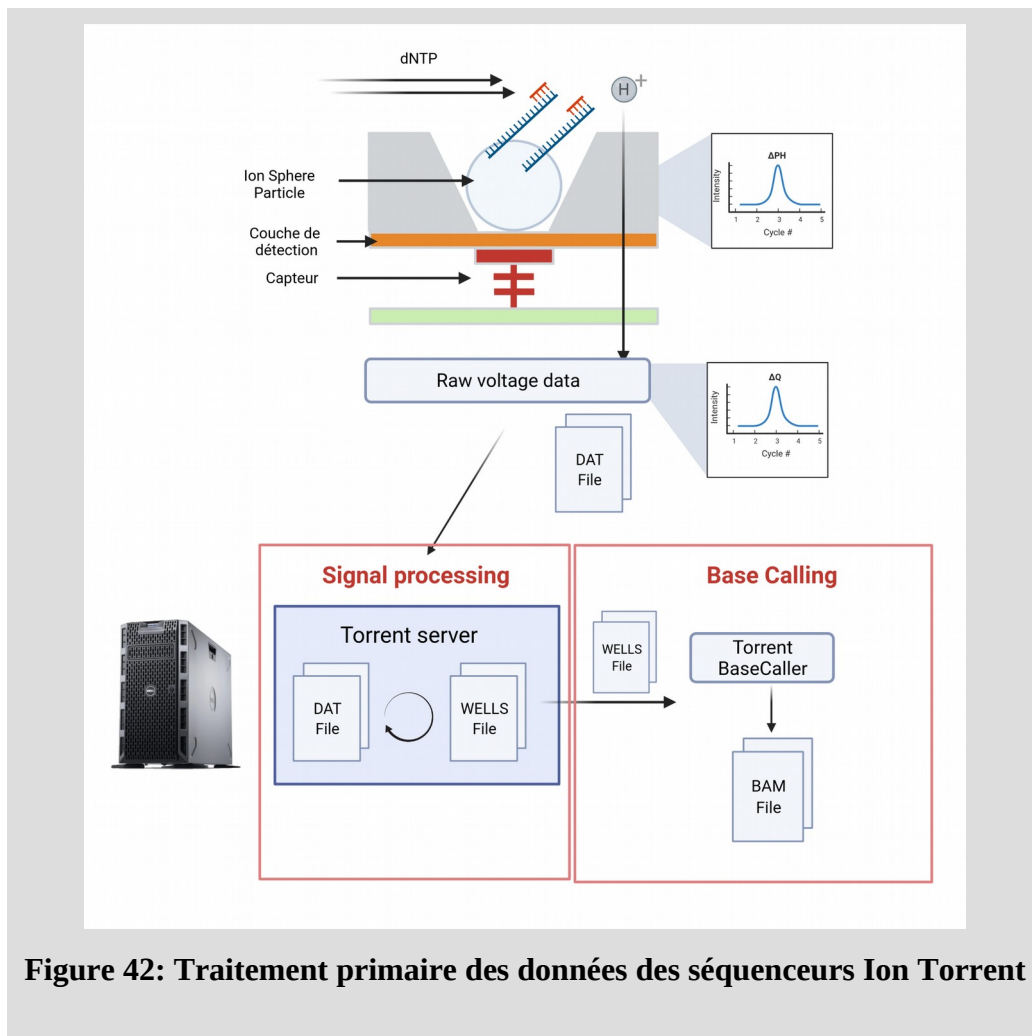 dNTP
H+
Ion Sphere
Particle
Couche de
détection
Capteur
ΔPH
Intensity
1 2 3 4 5
Cycle #
Raw voltage data
ΔQ
Intensity
1 2 3 4 5
Cycle #
DAT
File
Signal processing
Torrent server
DAT
File
WELLS
File
Base Calling
WELLS
File
Torrent
BaseCaller
BAM
File
Figure 42: Traitement primaire des données des séquenceurs Ion Torrent